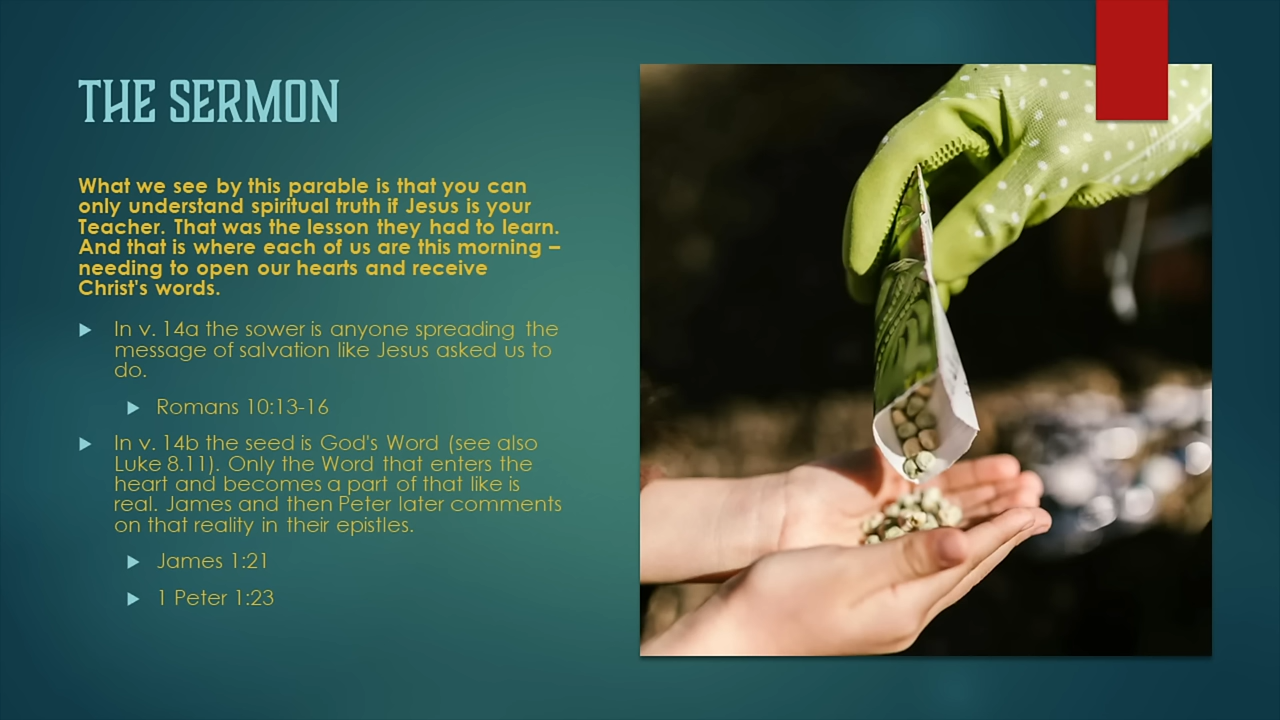 THE SERMON
What we see by this parable is that you can
only understand spiritual truth if Jesus is your
Teacher. That was the lesson they had to learn.
And that is where each of us are this morning –
needing to open our hearts and receive
Christ's words.
In v. 14a the sower is anyone spreading the
message of salvation like Jesus asked us to
do.
Romans 10:13-16
In v. 14b the seed is God's Word (see also
Luke 8.11). Only the Word that enters the
heart and becomes a part of that like is
real. James and then Peter later comments
on that reality in their epistles.
James 1:21
1 Peter 1:23